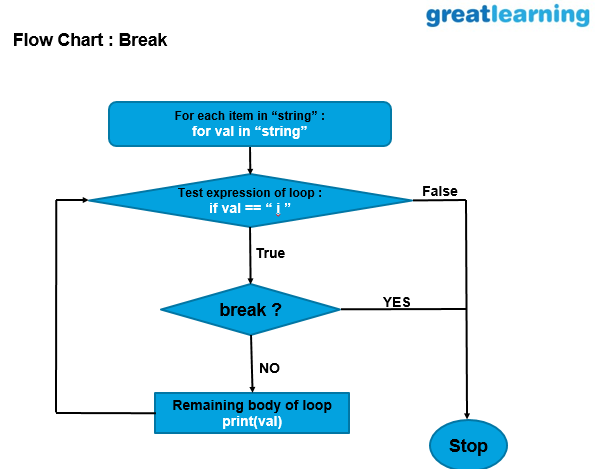 greatlearning
Flow Chart : Break
For each item in “string” :
for val in “string”
Test expression of loop :
if val == “ i ”
False
True
break ?
YES
NO
Remaining body of loop
print(val)
Stop